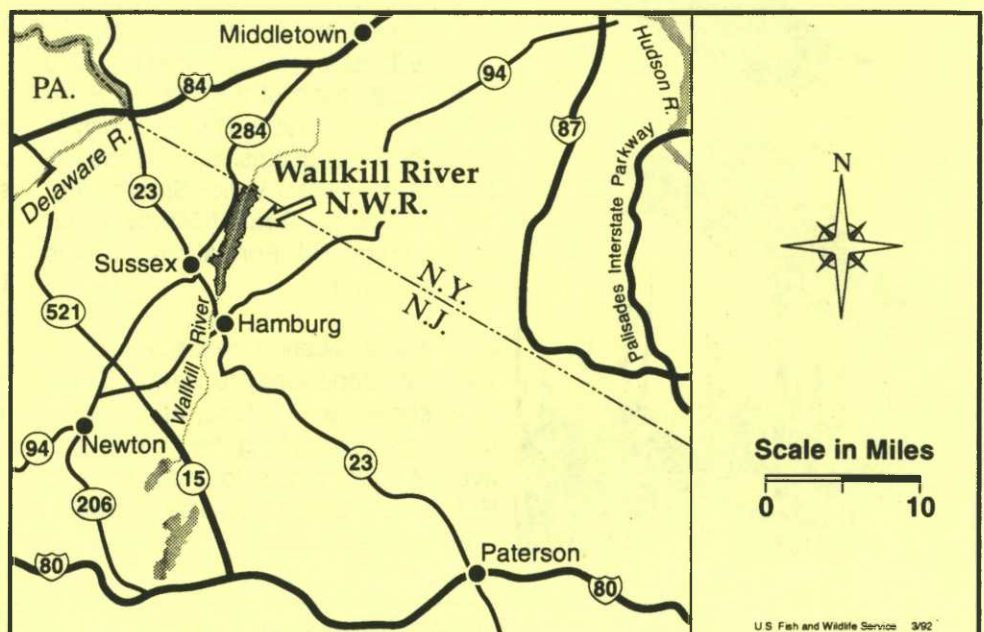 Middletown
PA.
84
94
Hudson R.
87
284
Delaware R.
23
Wallkill River
N.W.R.
Palisades Interstate Parkway
Sussex
N.Y.
N.J.
521
Hamburg
Wallkill River
Newton
94
206
15
23
Paterson
80
80
N
Scale in Miles
0 10
U.S. Fish and Wildlife Service 3/92